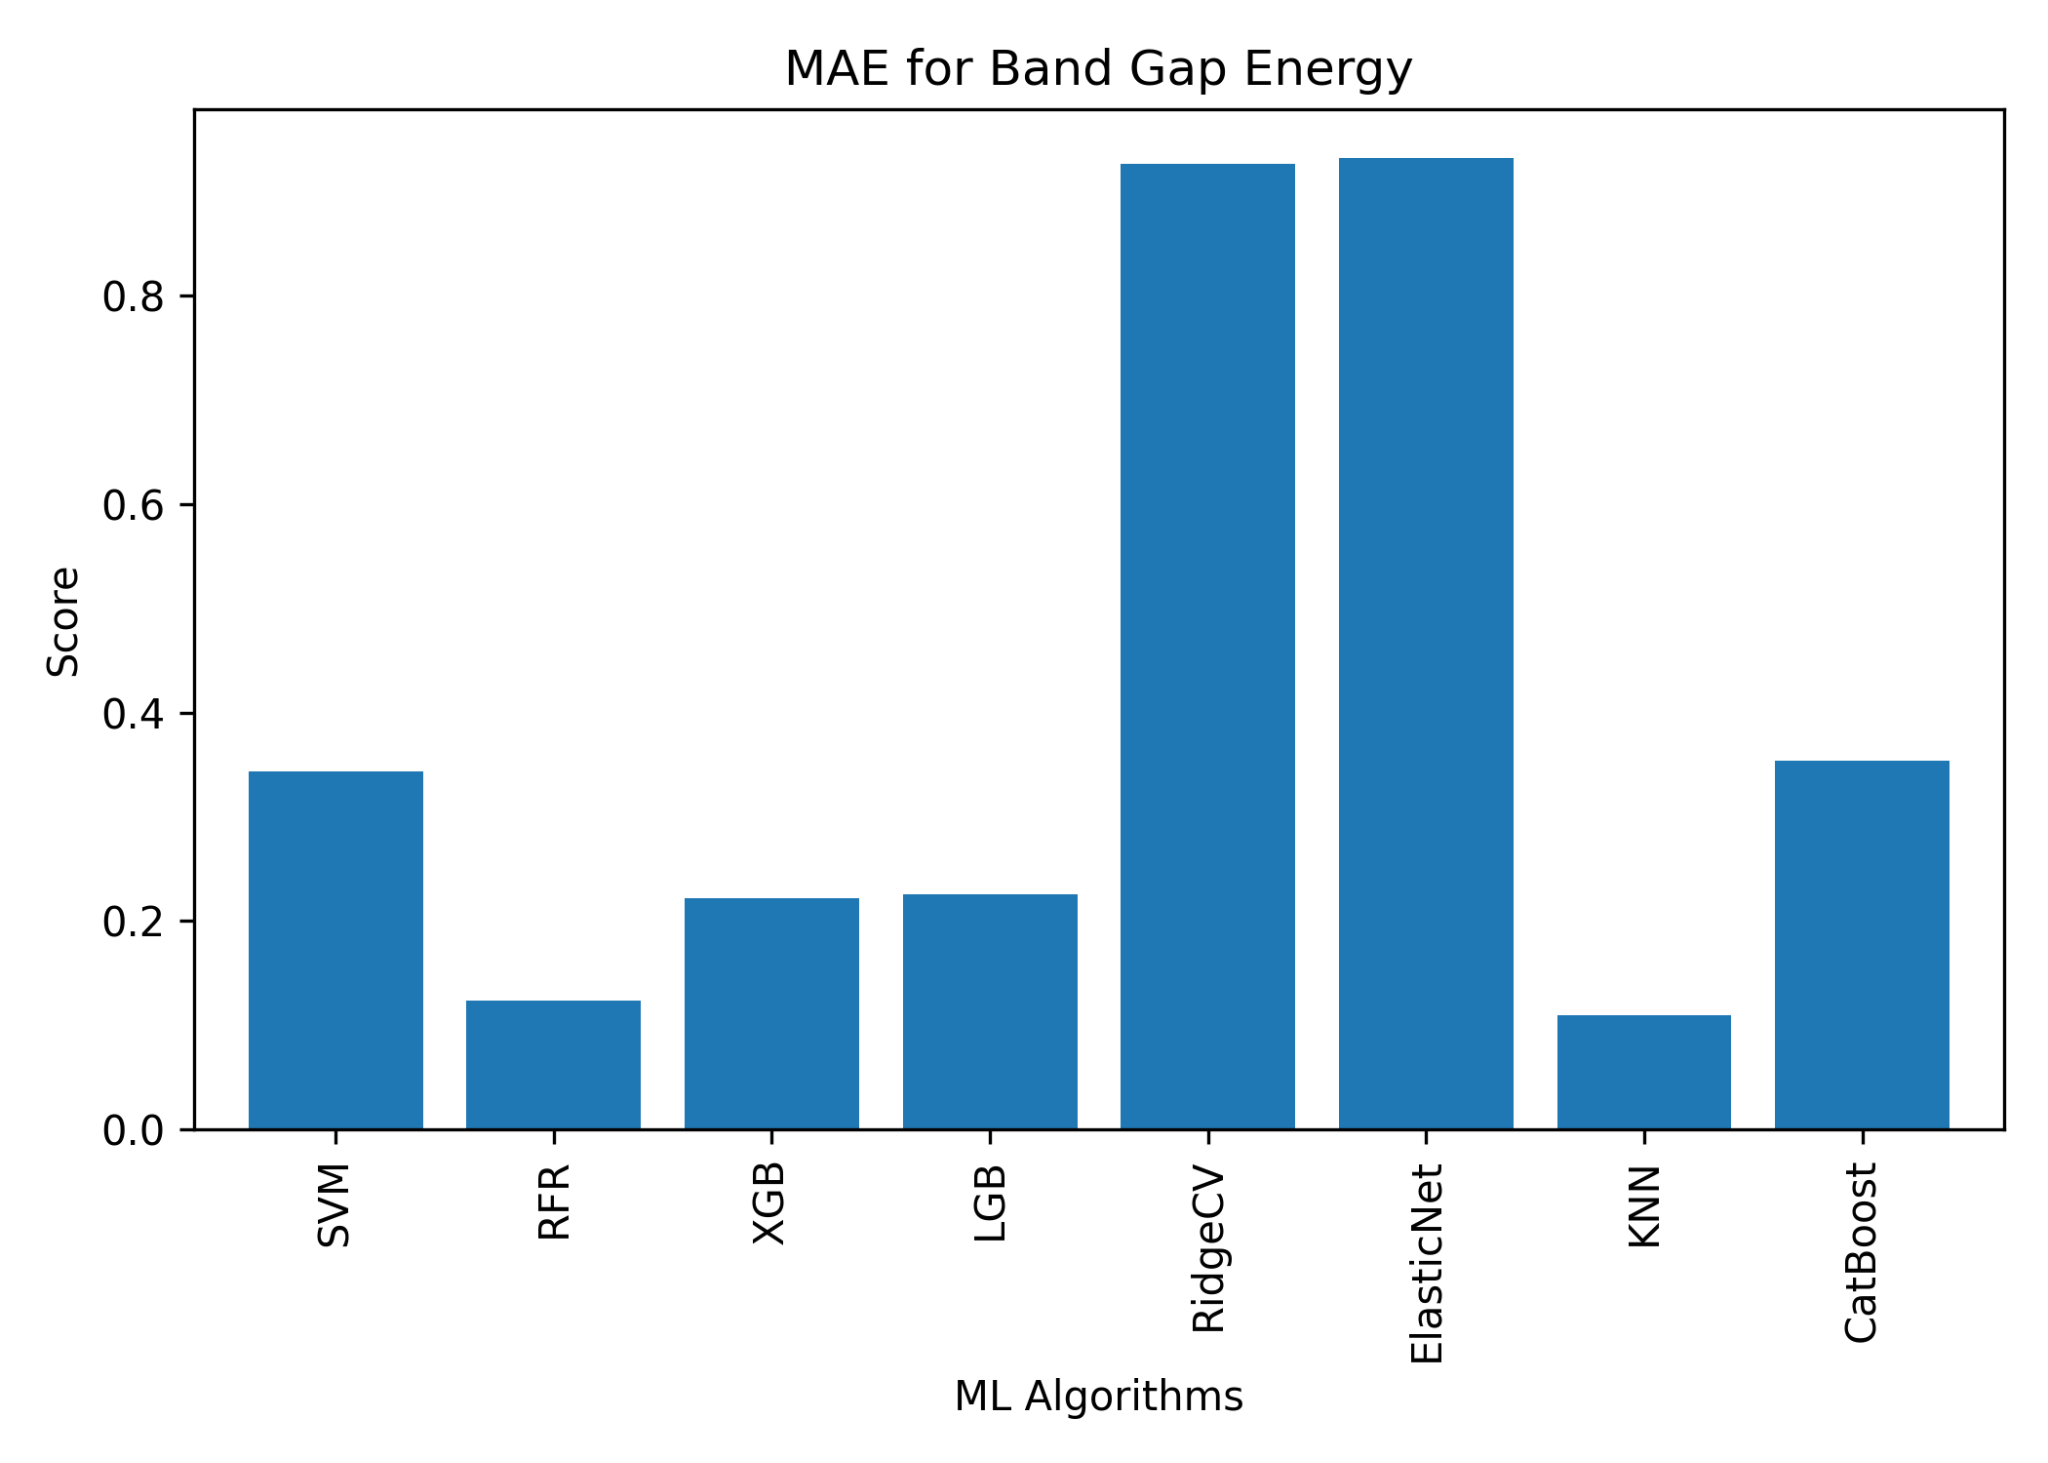 MAE for Band Gap Energy
Score
0.8
0.6
0.4
0.2
0.0
SVM
RFR
XGB
LGB
RidgeCV
ElasticNet
KNN
CatBoost
ML Algorithms